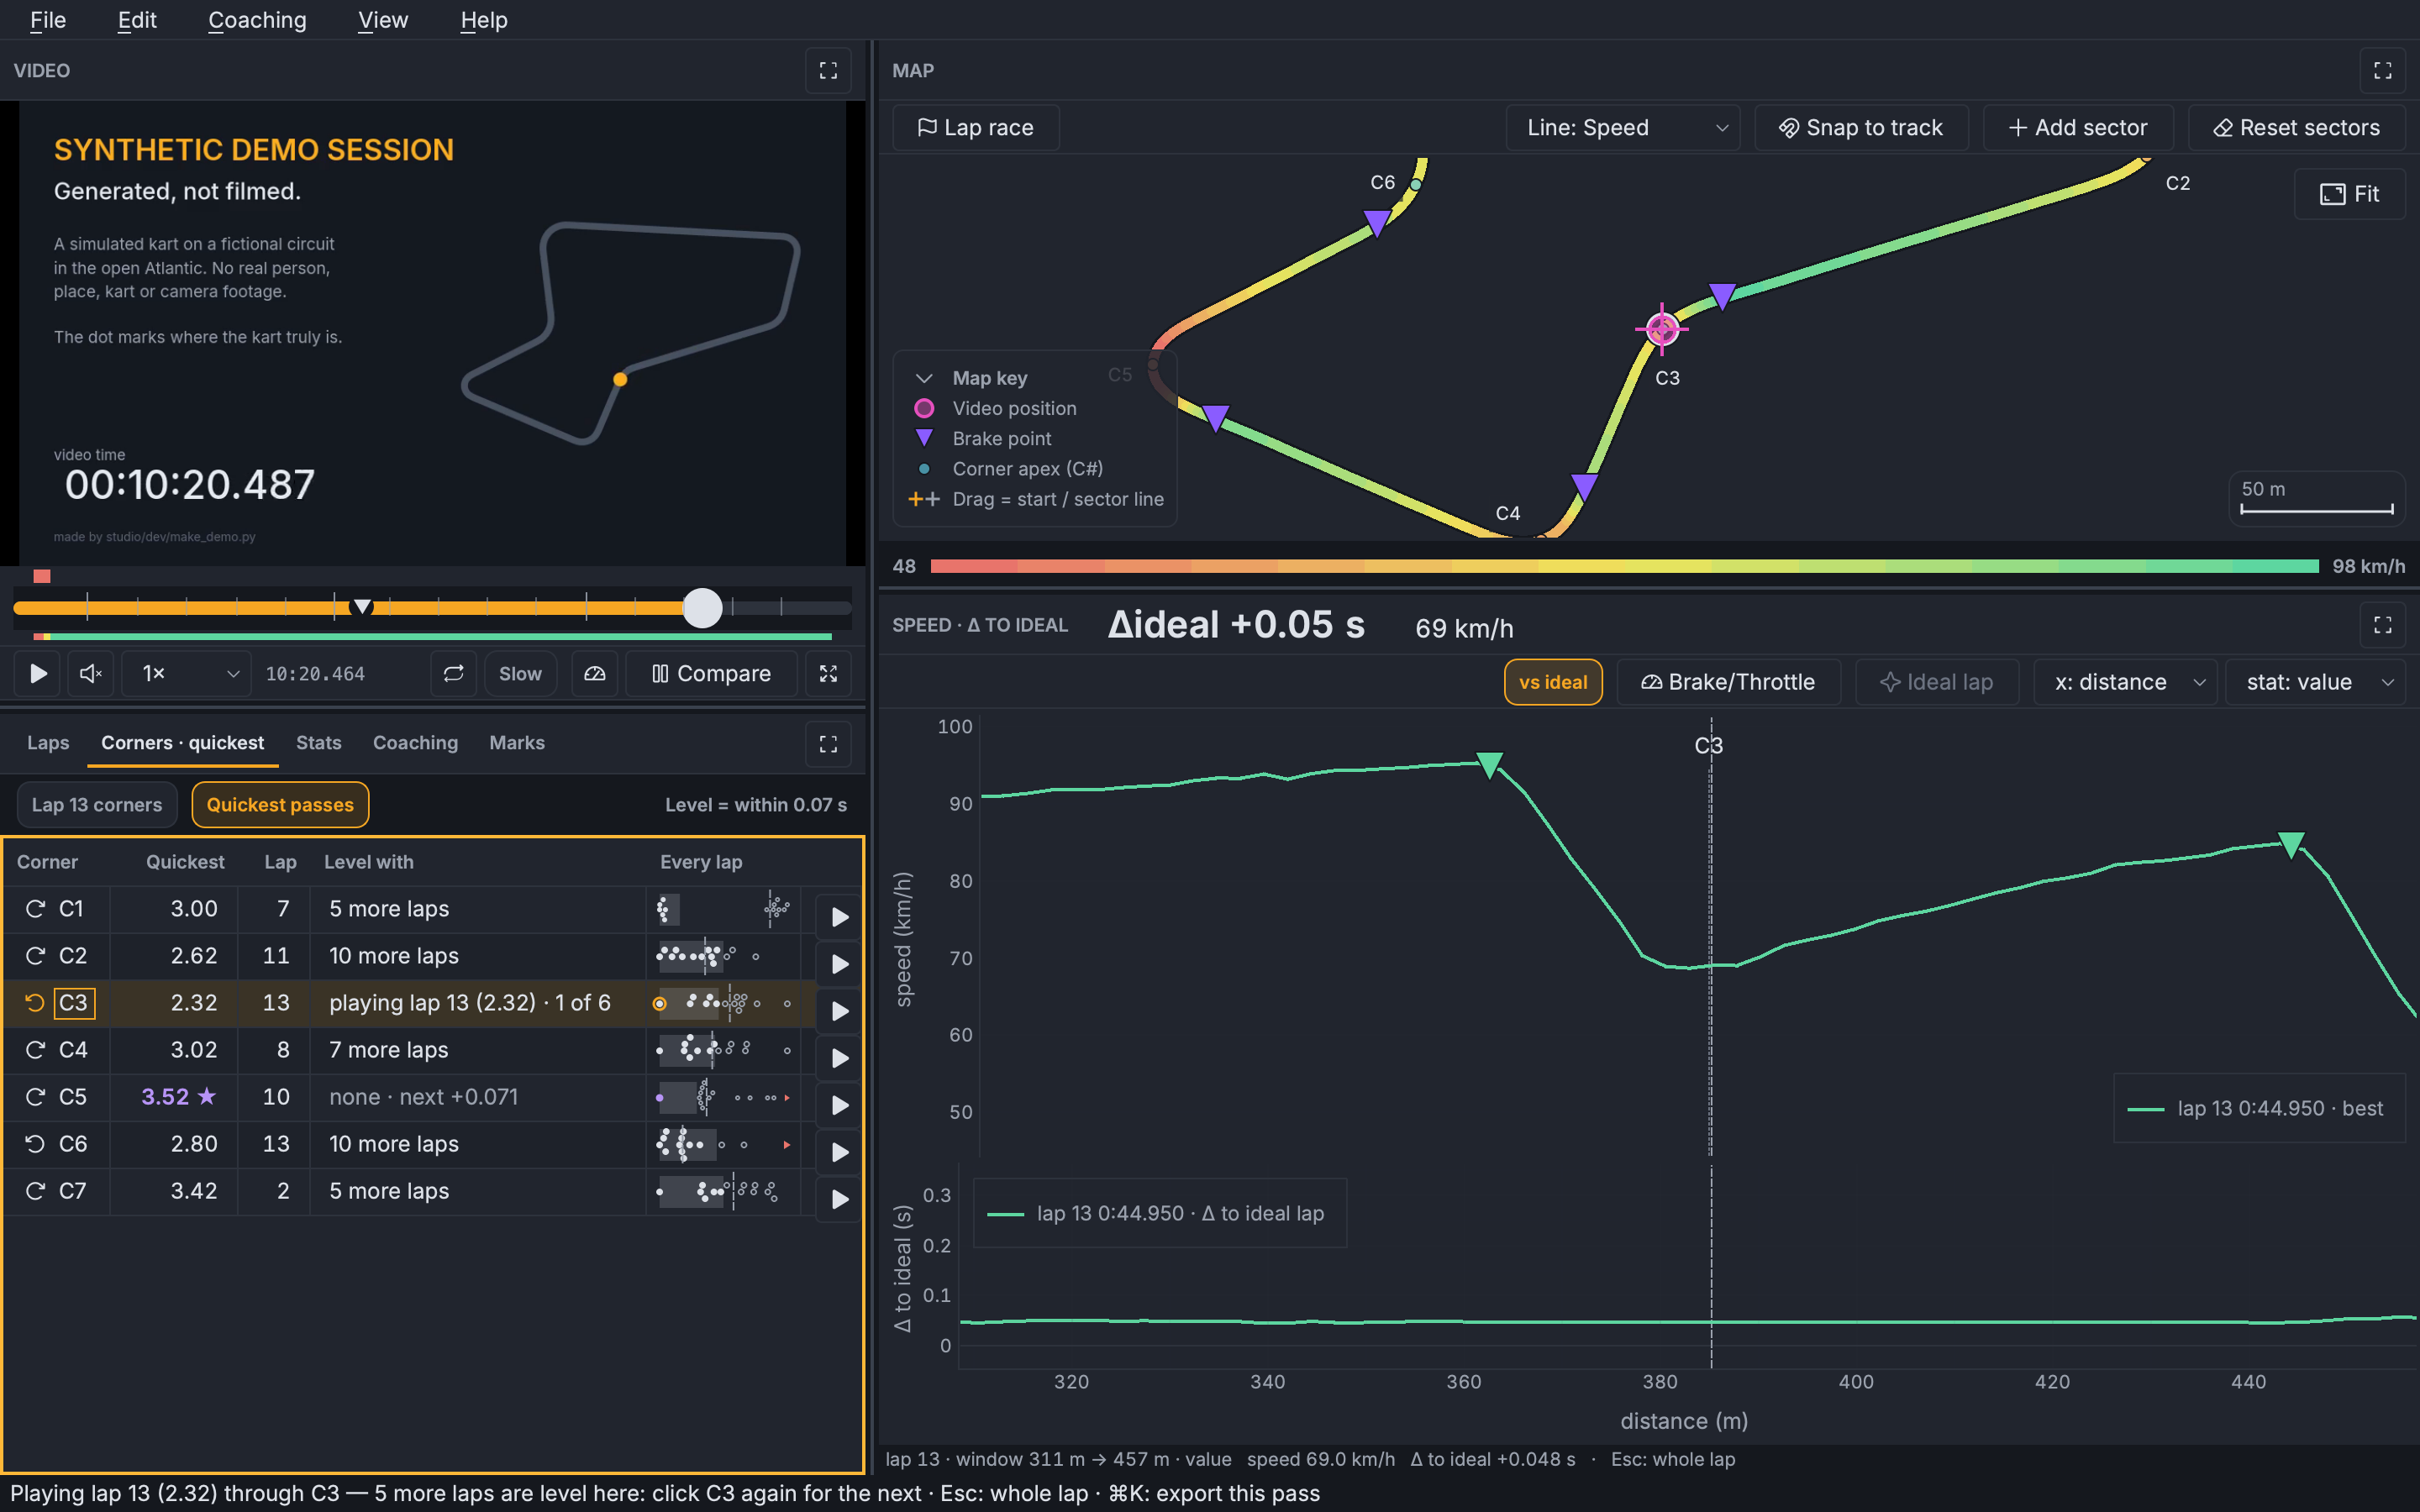 File Edit Coaching View Help
VIDEO
SYNTHETIC DEMO SESSION
Generated, not filmed.
A simulated kart on a fictional circuit
in the open Atlantic. No real person,
place, kart or camera footage.
The dot marks where the kart truly is.
video time
00:10:20.487
made by studio/dev/make_demo.py
1× 10:20.464 Slow Compare
Laps Corners · quickest Stats Coaching Marks
Lap 13 corners Quickest passes Level = within 0.07 s
Corner Quickest Lap Level with Every lap
C1 3.00 7 5 more laps
C2 2.62 11 10 more laps
C3 2.32 13 playing lap 13 (2.32) · 1 of 6
C4 3.02 8 7 more laps
C5 3.52 ★ 10 none · next +0.071
C6 2.80 13 10 more laps
C7 3.42 2 5 more laps
MAP
Lap race Line: Speed Snap to track Add sector Reset sectors
C6
C2
Fit
C5
C3
C4
Map key
Video position
Brake point
Corner apex (C#)
Drag = start / sector line
50 m
48 98 km/h
SPEED · Δ TO IDEAL Δideal +0.05 s 69 km/h
vs ideal Brake/Throttle Ideal lap x: distance stat: value
C3
speed (km/h)
100
90
80
70
60
50
lap 13 0:44.950 · best
Δ to ideal (s)
0.3
0.2
0.1
0
lap 13 0:44.950 · Δ to ideal lap
320 340 360 380 400 420 440
distance (m)
lap 13 · window 311 m → 457 m · value speed 69.0 km/h Δ to ideal +0.048 s · Esc: whole lap
Playing lap 13 (2.32) through C3 — 5 more laps are level here: click C3 again for the next · Esc: whole lap · ⌘K: export this pass